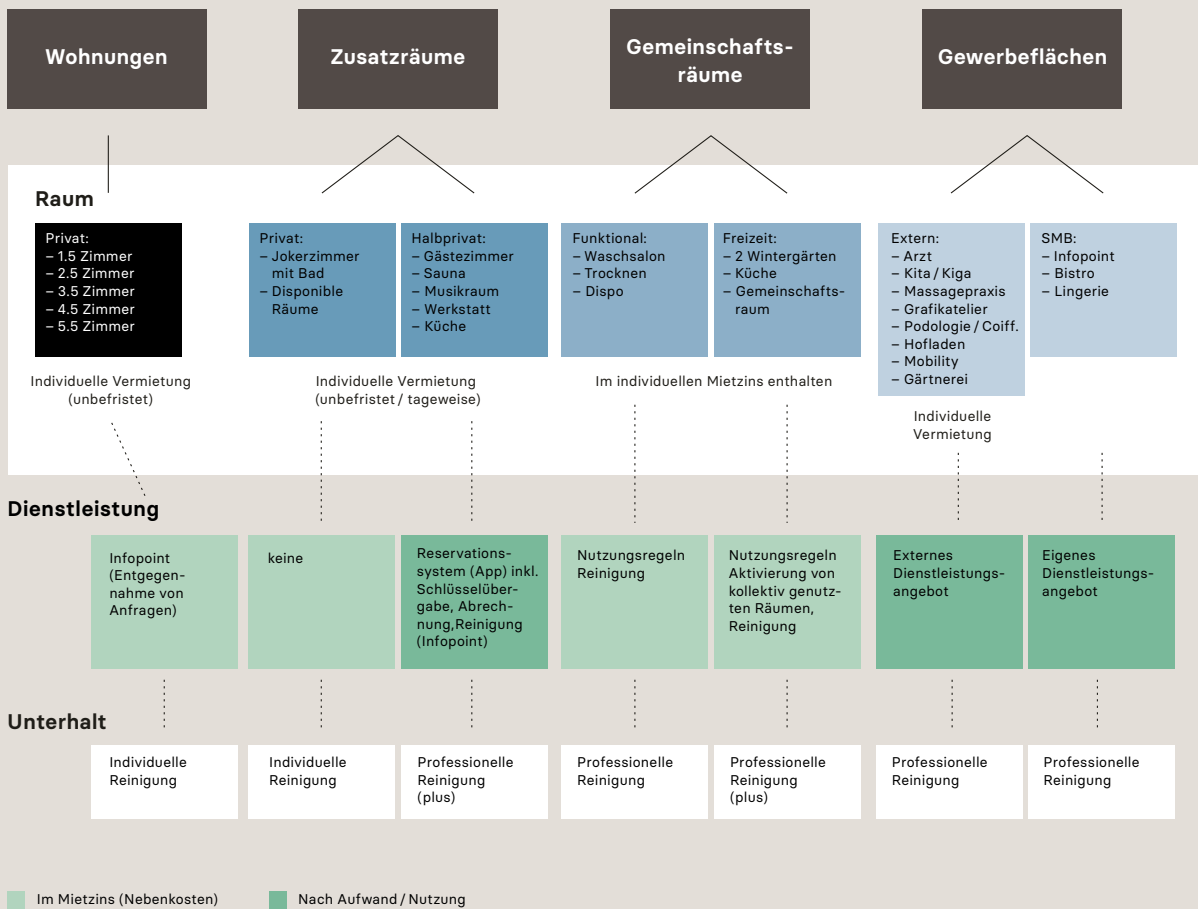 Wohnungen
Zusatzräume
Gemeinschafts-
räume
Gewerbeflächen
Raum
Privat:
– 1.5 Zimmer
– 2.5 Zimmer
– 3.5 Zimmer
– 4.5 Zimmer
– 5.5 Zimmer
Privat:
– Jokerzimmer
mit Bad
– Disponible
Räume
Halbprivat:
– Gästezimmer
– Sauna
– Musikraum
– Werkstatt
– Küche
Funktional:
– Waschsalon
– Trocknen
– Dispo
Freizeit:
– 2 Wintergärten
– Küche
– Gemeinschafts-
raum
Extern:
– Arzt
– Kita / Kiga
– Massagepraxis
– Grafikatelier
– Podologie / Coiff.
– Hofladen
– Mobility
– Gärtnerei
SMB:
– Infopoint
– Bistro
– Lingerie
Individuelle Vermietung
(unbefristet)
Individuelle Vermietung
(unbefristet / tageweise)
Im individuellen Mietzins enthalten
Individuelle
Vermietung
Dienstleistung
Infopoint
(Entgegen-
nahme von
Anfragen)
keine
Reservations-
system (App) inkl.
Schlüsselüber-
gabe, Abrech-
nung,Reinigung
(Infopoint)
Nutzungsregeln
Reinigung
Nutzungsregeln
Aktivierung von
kollektiv genutz-
ten Räumen,
Reinigung
Externes
Dienstleistungs-
angebot
Eigenes
Dienstleistungs-
angebot
Unterhalt
Individuelle
Reinigung
Individuelle
Reinigung
Professionelle
Reinigung
(plus)
Professionelle
Reinigung
Professionelle
Reinigung
(plus)
Professionelle
Reinigung
Professionelle
Reinigung
Im Mietzins (Nebenkosten)
Nach Aufwand / Nutzung